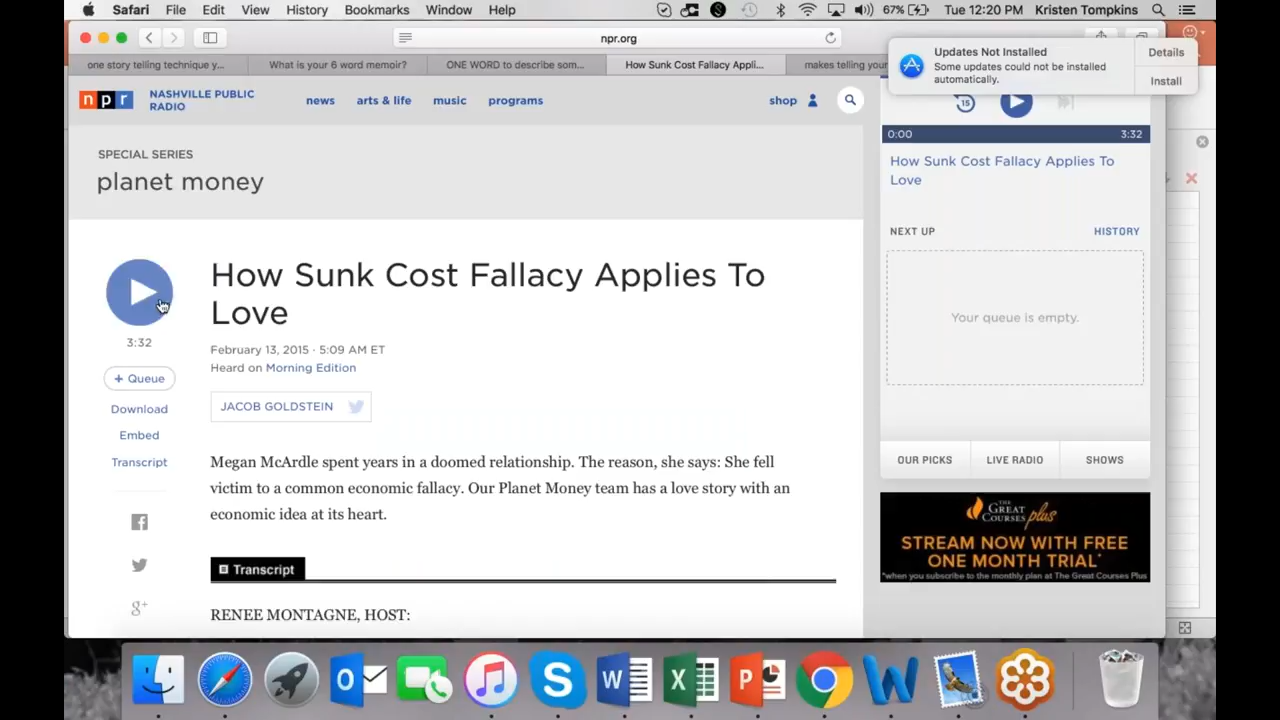 Safari File Edit View History Bookmarks Window Help 67% Tue 12:20 PM Kristen Tompkins
npr.org
one story telling technique y... What is your 6 word memoir? ONE WORD to describe som... How Sunk Cost Fallacy Appli... makes telling your
Updates Not Installed
Some updates could not be installed
automatically.
Details
Install
npr
NASHVILLE PUBLIC
RADIO
news arts & life music programs shop
SPECIAL SERIES
planet money
How Sunk Cost Fallacy Applies To
Love
3:32
February 13, 2015 · 5:09 AM ET
Heard on Morning Edition
+ Queue
Download
Embed
Transcript
JACOB GOLDSTEIN
Megan McArdle spent years in a doomed relationship. The reason, she says: She fell
victim to a common economic fallacy. Our Planet Money team has a love story with an
economic idea at its heart.
Transcript
RENEE MONTAGNE, HOST:
g+
15
0:00 3:32
How Sunk Cost Fallacy Applies To
Love
NEXT UP HISTORY
Your queue is empty.
OUR PICKS LIVE RADIO SHOWS
THE
GREAT
COURSES plus
STREAM NOW WITH FREE
ONE MONTH TRIAL*
*when you subscribe to the monthly plan at The Great Courses Plus
O S W X P W